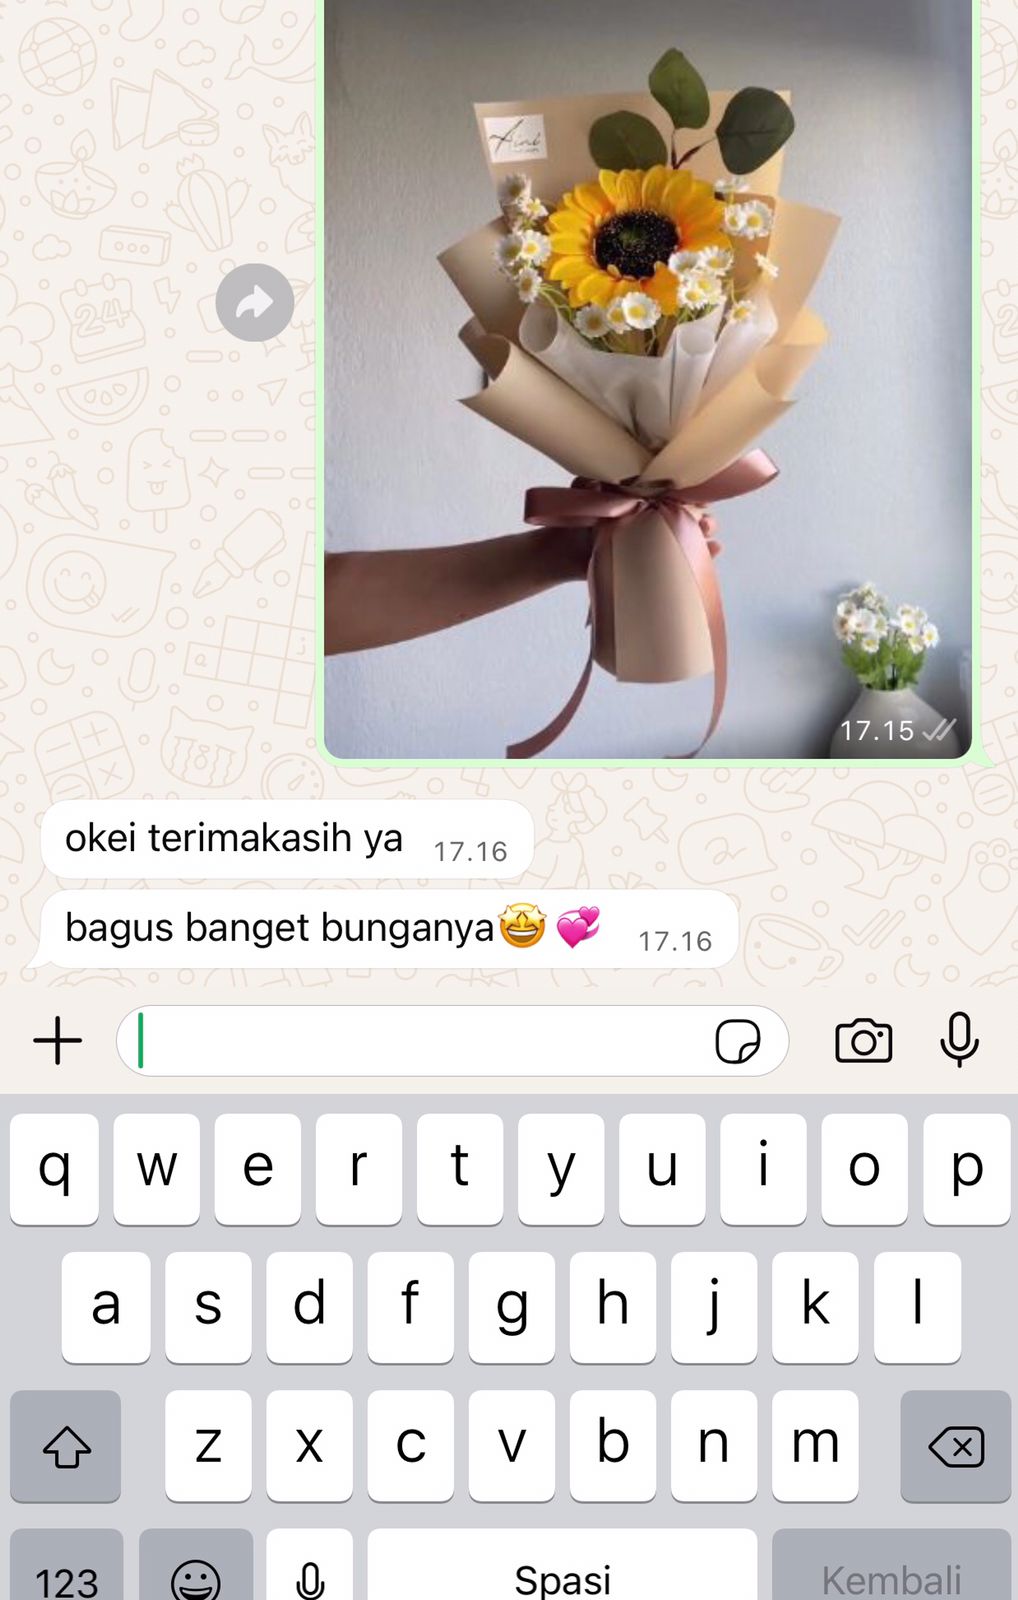 Aini
17.15
okei terimakasih ya 17.16
bagus banget bunganya🤩💞 17.16
q w e r t y u i o p
a s d f g h j k l
z x c v b n m
123 Spasi Kembali